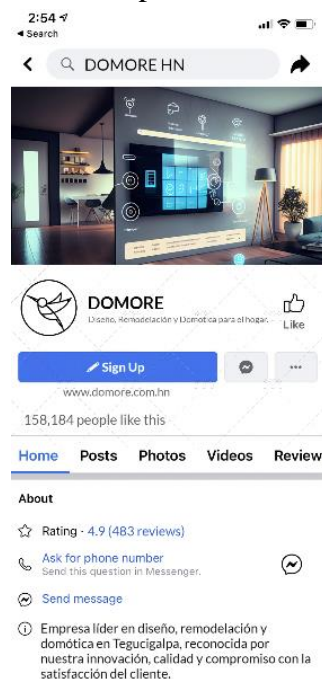 2:54
Search
DOMORE HN
DOMORE
Diseño, Remodelación y Domotica para el hogar.
Like
Sign Up
www.domore.com.hn
158,184 people like this
Home Posts Photos Videos Review
About
Rating - 4.9 (483 reviews)
Ask for phone number
Send this question in Messenger.
Send message
Empresa líder en diseño, remodelación y
domótica en Tegucigalpa, reconocida por
nuestra innovación, calidad y compromiso con la
satisfacción del cliente.